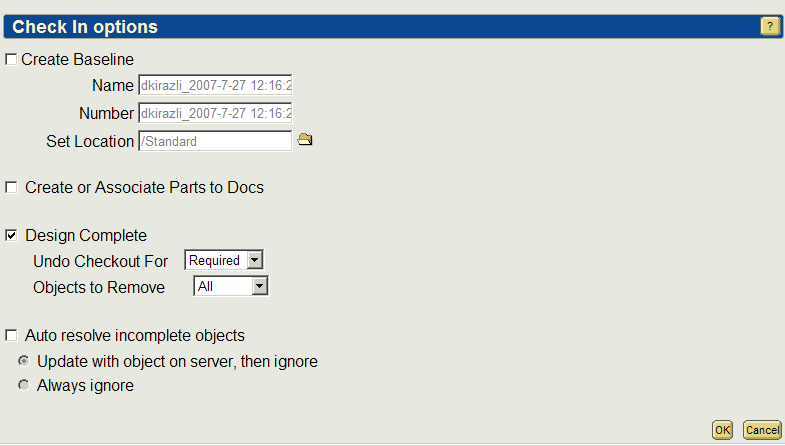 Check In options ?
Create Baseline
Name dkirazli_2007-7-27 12:16:2
Number dkirazli_2007-7-27 12:16:2
Set Location /Standard
Create or Associate Parts to Docs
Design Complete
Undo Checkout For Required
Objects to Remove All
Auto resolve incomplete objects
Update with object on server, then ignore
Always ignore
OK Cancel